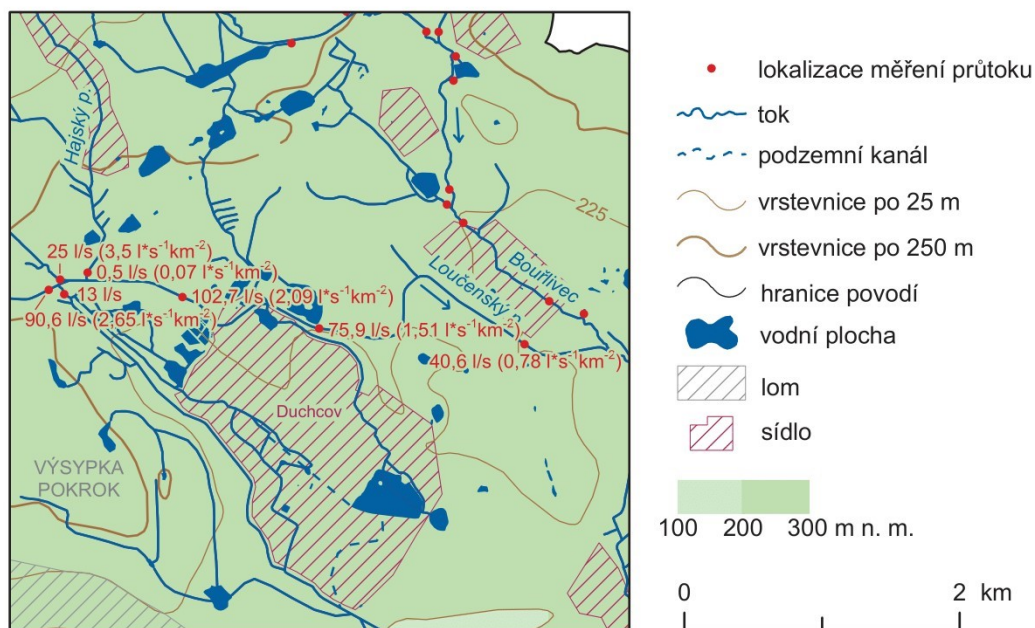 Hájský p.
225
Bouřlivec
Loučenský p.
25 l/s (3,5 l*s⁻¹km⁻²)
0,5 l/s (0,07 l*s⁻¹km⁻²)
13 l/s
102,7 l/s (2,09 l*s⁻¹km⁻²)
90,6 l/s (2,65 l*s⁻¹km⁻²)
75,9 l/s (1,51 l*s⁻¹km⁻²)
40,6 l/s (0,78 l*s⁻¹km⁻²)
Duchcov
VÝSYPKA
POKROK
lokalizace měření průtoku
tok
podzemní kanál
vrstevnice po 25 m
vrstevnice po 250 m
hranice povodí
vodní plocha
lom
sídlo
100 200 300 m n. m.
0 2 km